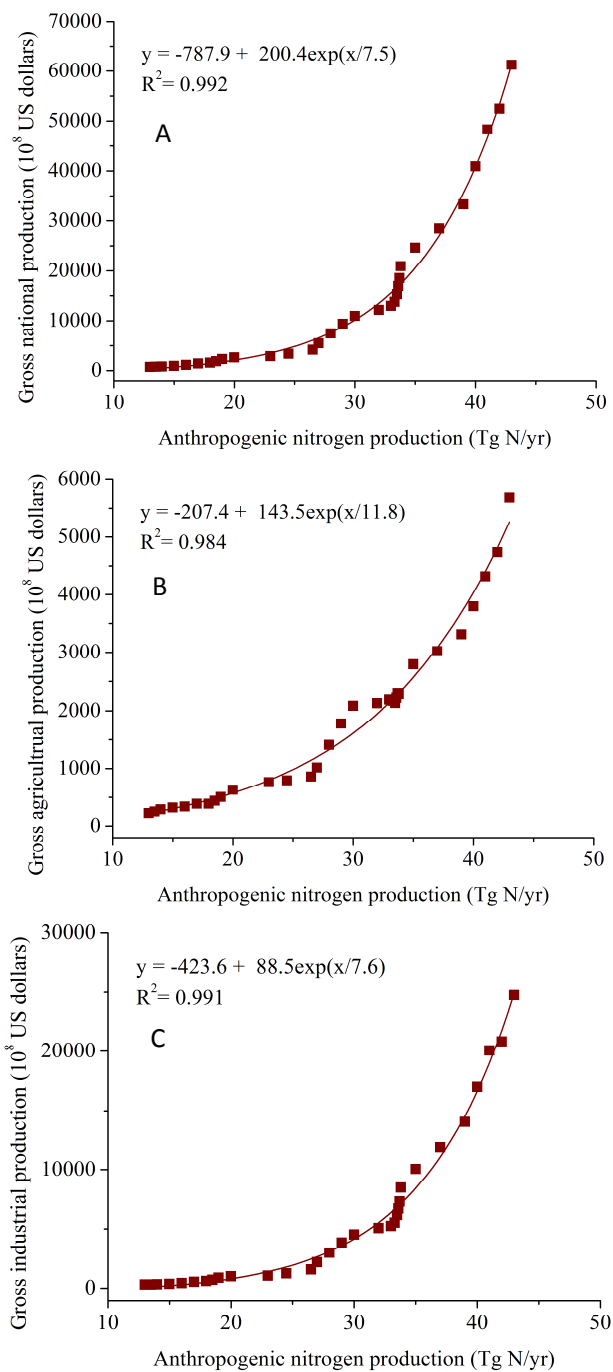 70000
60000
50000
40000
30000
20000
10000
0
Gross national production (10⁸ US dollars)
y = -787.9 + 200.4exp(x/7.5)
R²= 0.992
A
10 20 30 40 50
Anthropogenic nitrogen production (Tg N/yr)
6000
5000
4000
3000
2000
1000
0
Gross agricultrual production (10⁸ US dollars)
y = -207.4 + 143.5exp(x/11.8)
R²= 0.984
B
10 20 30 40 50
Anthropogenic nitrogen production (Tg N/yr)
30000
20000
10000
0
Gross industrial production (10⁸ US dollars)
y = -423.6 + 88.5exp(x/7.6)
R²= 0.991
C
10 20 30 40 50
Anthropogenic nitrogen production (Tg N/yr)